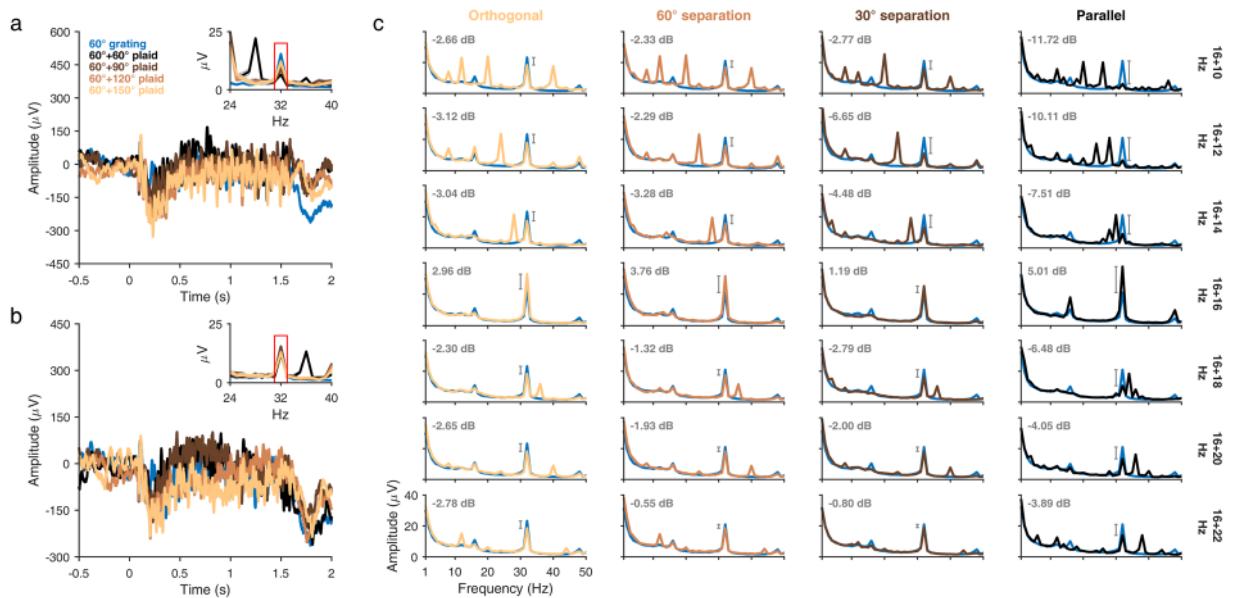 a
600
450
300
150
0
-150
-300
-450
Amplitude (µV)
-0.5 0 0.5 1 1.5 2
Time (s)
60° grating
60°+60° plaid
60°+90° plaid
60°+120° plaid
60°+150° plaid
25
0
µV
24 32 40
Hz
b
450
300
150
0
-150
-300
Amplitude (µV)
-0.5 0 0.5 1 1.5 2
Time (s)
25
0
µV
24 32 40
Hz
c
Orthogonal 60° separation 30° separation Parallel
-2.66 dB -2.33 dB -2.77 dB -11.72 dB
16+10 Hz
-3.12 dB -2.29 dB -6.65 dB -10.11 dB
16+12 Hz
-3.04 dB -3.28 dB -4.48 dB -7.51 dB
16+14 Hz
2.96 dB 3.76 dB 1.19 dB 5.01 dB
16+16 Hz
-2.30 dB -1.32 dB -2.79 dB -6.48 dB
16+18 Hz
-2.65 dB -1.93 dB -2.00 dB -4.05 dB
16+20 Hz
-2.78 dB -0.55 dB -0.80 dB -3.89 dB
16+22 Hz
40
20
0
Amplitude (µV)
1 10 20 30 40 50
Frequency (Hz)